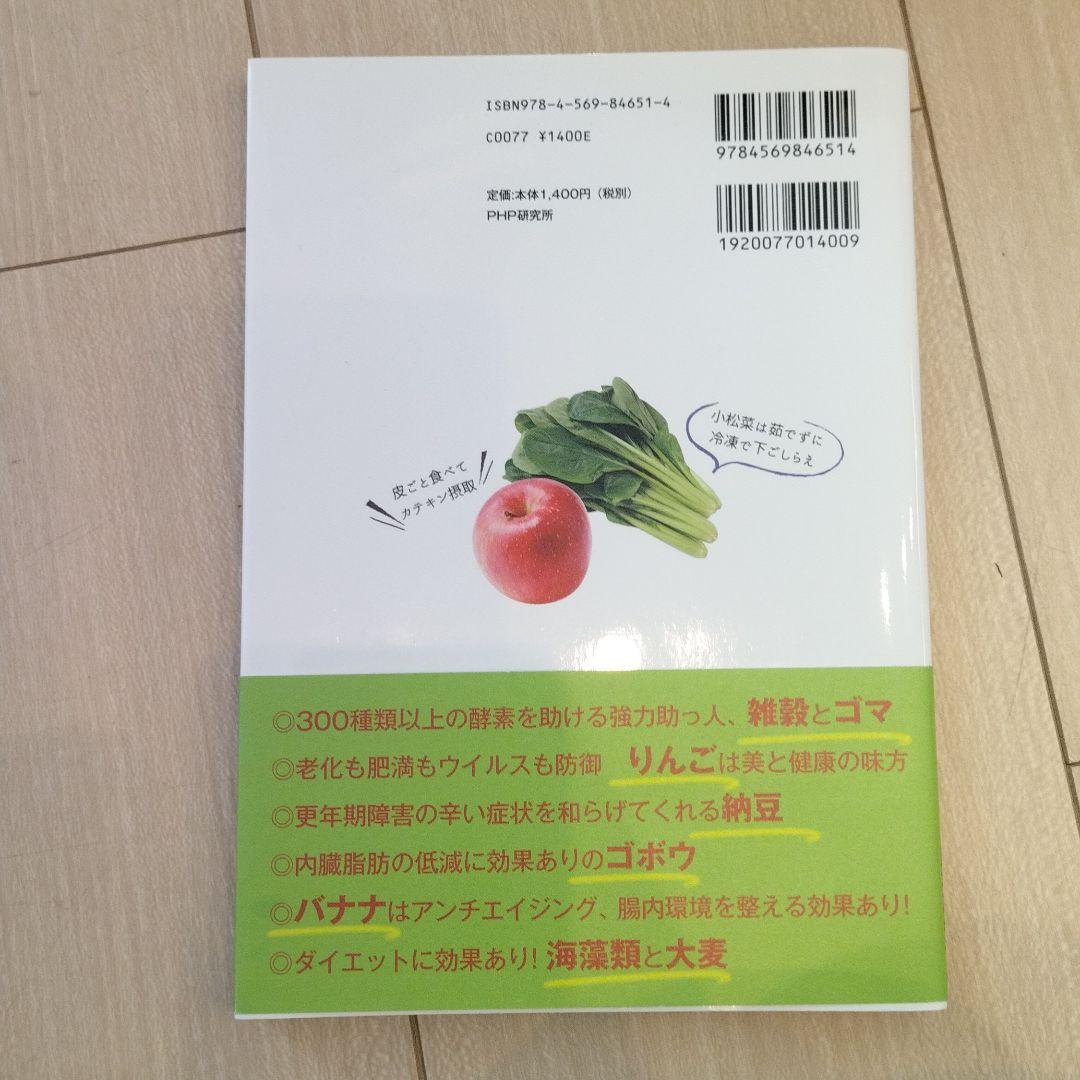 ISBN978-4-569-84651-4
C0077 ¥1400E
9784569846514
定価:本体1,400円(税別)
PHP研究所
1920077014009
小松菜は茹でずに
冷凍で下ごしらえ
皮ごと食べて
カテキン摂取
◎300種類以上の酵素を助ける強力助っ人、雑穀とゴマ
◎老化も肥満もウイルスも防御 りんごは美と健康の味方
◎更年期障害の辛い症状を和らげてくれる納豆
◎内臓脂肪の低減に効果ありのゴボウ
◎バナナはアンチエイジング、腸内環境を整える効果あり!
◎ダイエットに効果あり!海藻類と大麦